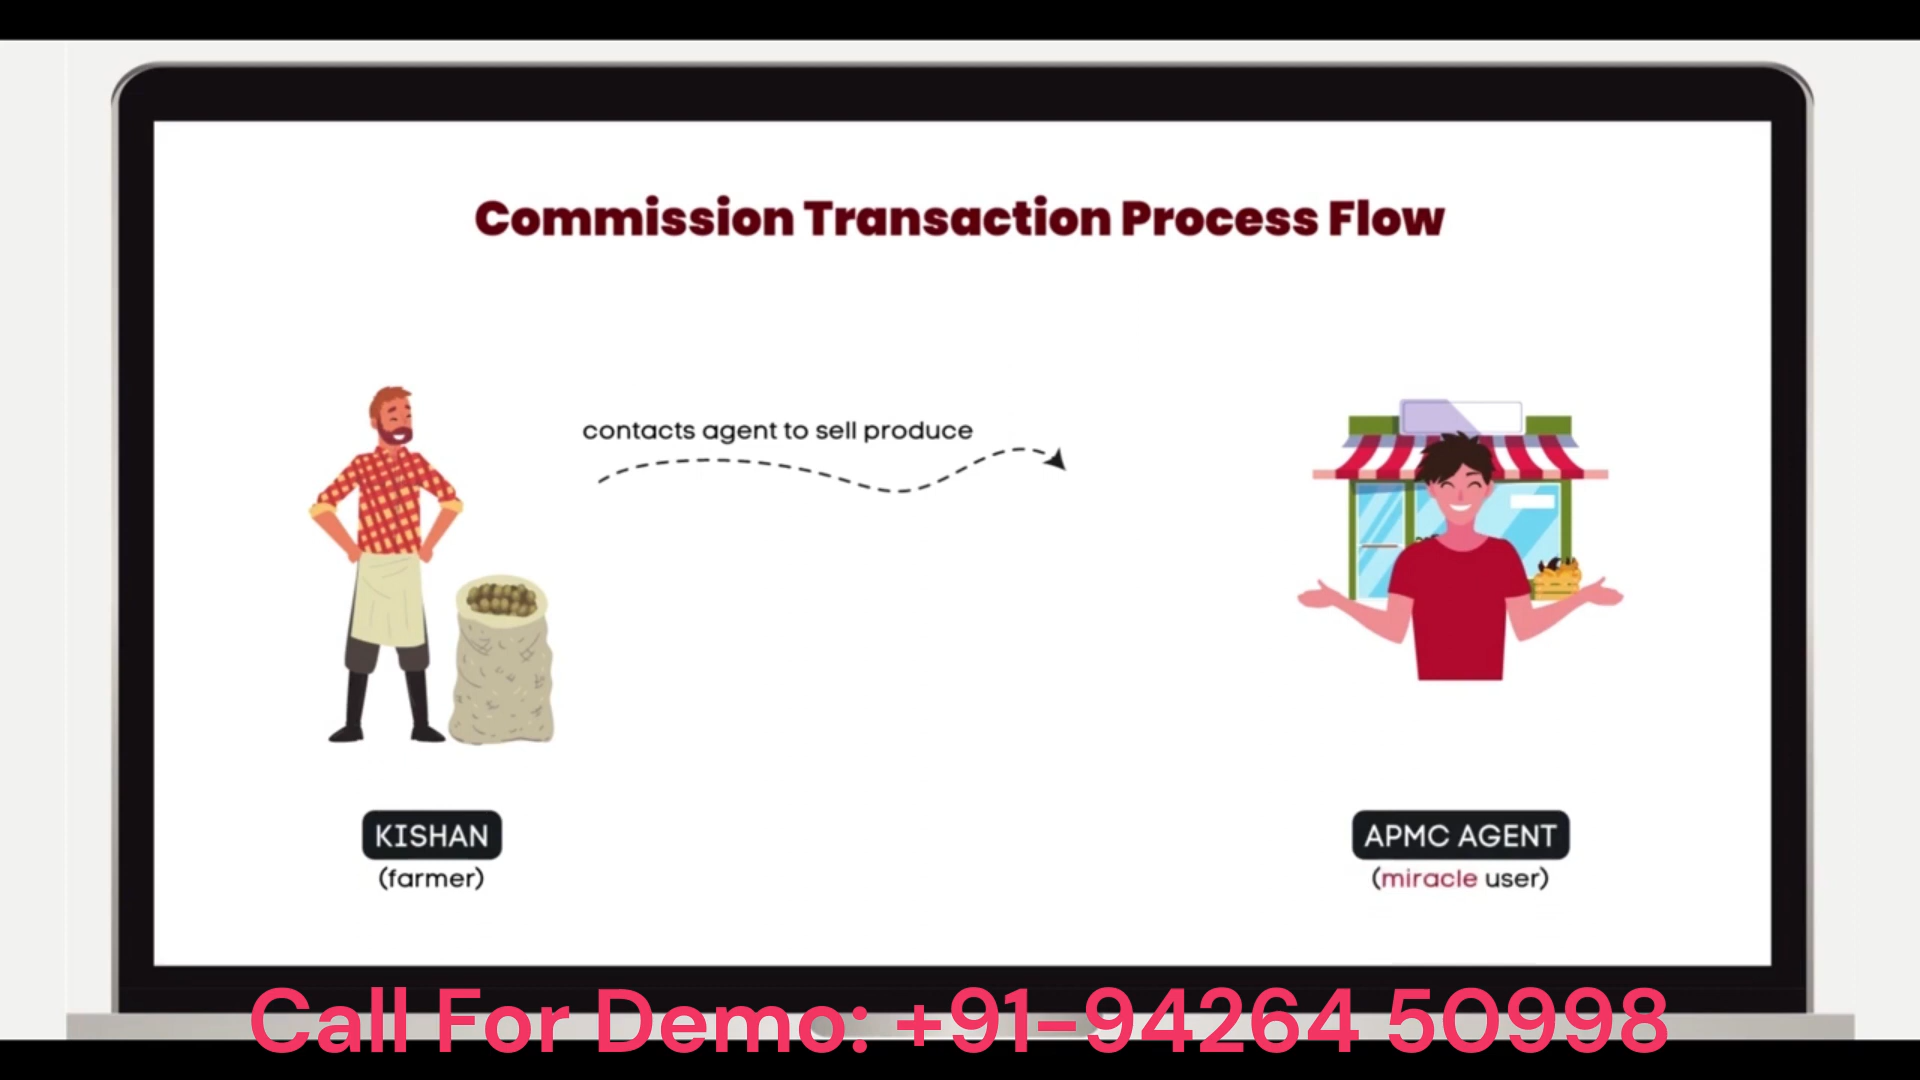 Commission Transaction Process Flow
contacts agent to sell produce
KISHAN
(farmer)
APMC AGENT
(miracle user)
Call For Demo: +91-94264 50998